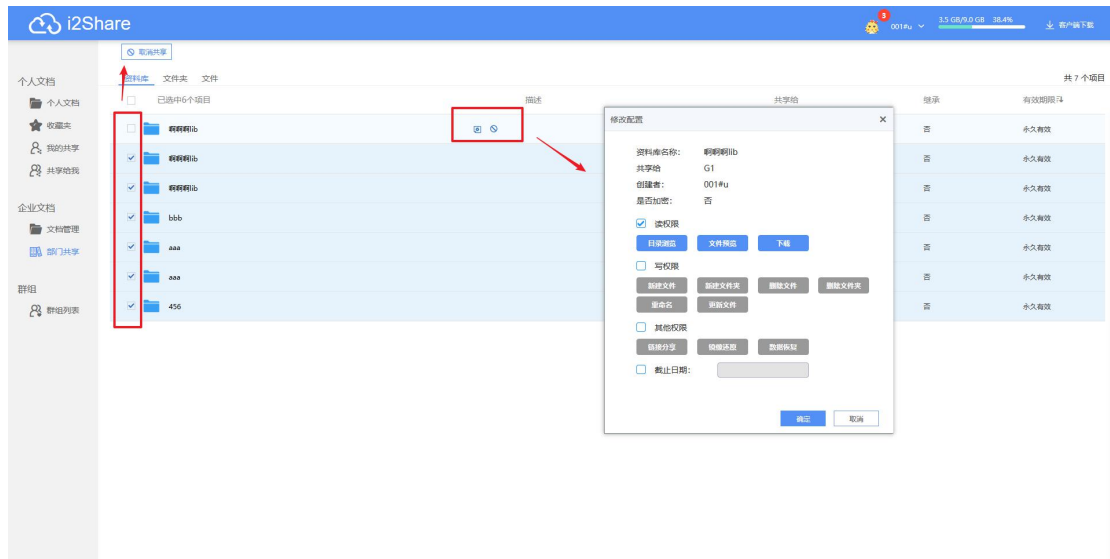 i2Share
3
001#u
3.5 GB/9.0 GB 38.4%
客户端下载
取消共享
资料库 文件夹 文件
共 7 个项目
已选中6个项目 描述 共享给 继承 有效期限
个人文档
个人文档
收藏夹
我的共享
共享给我
企业文档
文档管理
部门共享
群组
群组列表
啊啊啊lib 否 永久有效
啊啊啊lib 否 永久有效
啊啊啊lib 否 永久有效
bbb 否 永久有效
aaa 否 永久有效
aaa 否 永久有效
456 否 永久有效
修改配置
资料库名称: 啊啊啊lib
共享给 G1
创建者: 001#u
是否加密: 否
读权限
目录浏览 文件预览 下载
写权限
新建文件 新建文件夹 删除文件 删除文件夹
重命名 更新文件
其他权限
链接分享 镜像还原 数据恢复
截止日期:
确定 取消